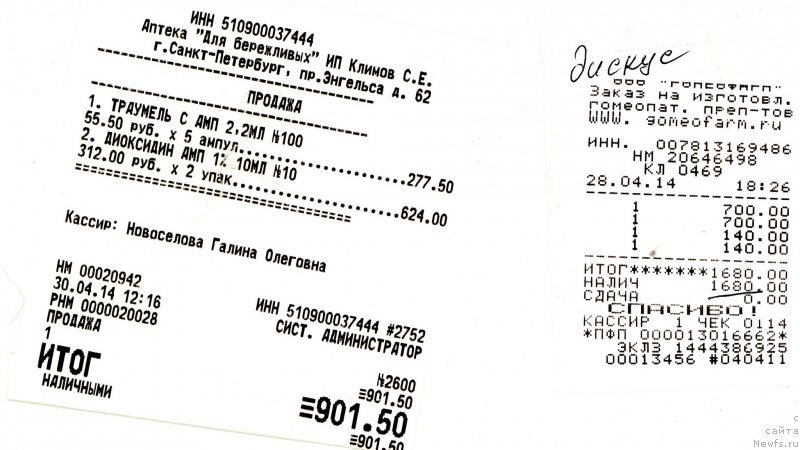 ИНН 510900037444
Аптека "Для бережливых" ИП Климов С.Е.
г.Санкт-Петербург, пр.Энгельса д. 62
ПРОДАЖА
1. ТРАУМЕЛЬ С АМП 2,2МЛ №100
55.50 руб. х 5 ампул...................277.50
2. ДИОКСИДИН АМП 1% 10МЛ №10
312.00 руб. х 2 упак...................624.00
Кассир: Новоселова Галина Олеговна
НМ 00020942
30.04.14 12:16
РНМ 0000020028
ПРОДАЖА
1
ИНН 510900037444 #2752
СИСТ. АДМИНИСТРАТОР
№2600
≡901.50
ИТОГ ≡901.50
НАЛИЧНЫМИ ≡901.50
Дискус
ООО "ГОМЕОФАРМ"
Заказ на изготовл.
гомеопат. преп-тов
WWW. gomeofarm.ru
ИНН. 007813169486
НМ 20646498
КЛ 0469
28.04.14 18:26
1 700.00
1 700.00
1 140.00
1 140.00
ИТОГ*******1680.00
НАЛИЧ 1680.00
СДАЧА 0.00
СПАСИБО!
КАССИР 1 ЧЕК 0114
*ПФП 000013016662*
ЭКЛЗ 1444386925
00013456 #040411
с
сайта
Newfs.ru